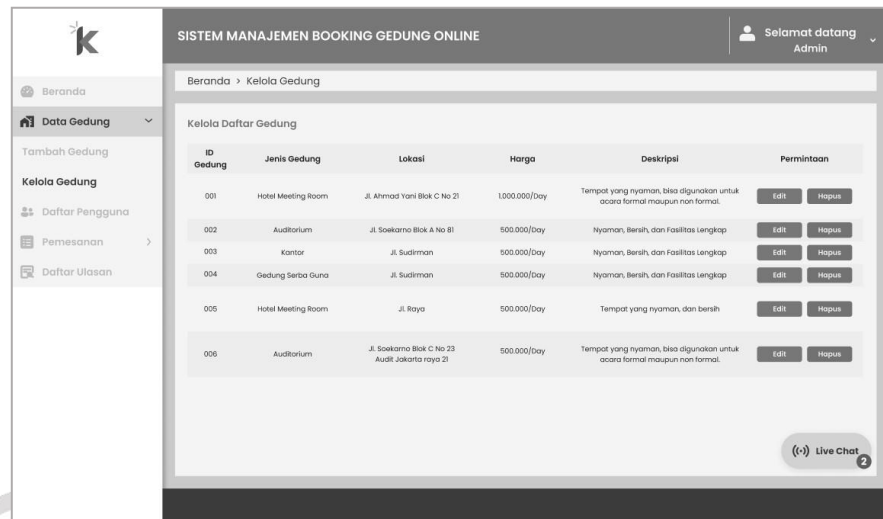 k
SISTEM MANAJEMEN BOOKING GEDUNG ONLINE
Selamat datang
Admin
Beranda
Data Gedung
Tambah Gedung
Kelola Gedung
Daftar Pengguna
Pemesanan
Daftar Ulasan
Beranda > Kelola Gedung
Kelola Daftar Gedung
ID Gedung Jenis Gedung Lokasi Harga Deskripsi Permintaan
001 Hotel Meeting Room Jl. Ahmad Yani Blok C No 21 1.000.000/Day Tempat yang nyaman, bisa digunakan untuk acara formal maupun non formal. Edit Hapus
002 Auditorium Jl. Soekarno Blok A No 81 500.000/Day Nyaman, Bersih, dan Fasilitas Lengkap Edit Hapus
003 Kantor Jl. Sudirman 500.000/Day Nyaman, Bersih, dan Fasilitas Lengkap Edit Hapus
004 Gedung Serba Guna Jl. Sudirman 500.000/Day Nyaman, Bersih, dan Fasilitas Lengkap Edit Hapus
005 Hotel Meeting Room Jl. Raya 500.000/Day Tempat yang nyaman, dan bersih Edit Hapus
006 Auditorium Jl. Soekarno Blok C No 23 Audit Jakarta raya 21 500.000/Day Tempat yang nyaman, bisa digunakan untuk acara formal maupun non formal. Edit Hapus
Live Chat
2